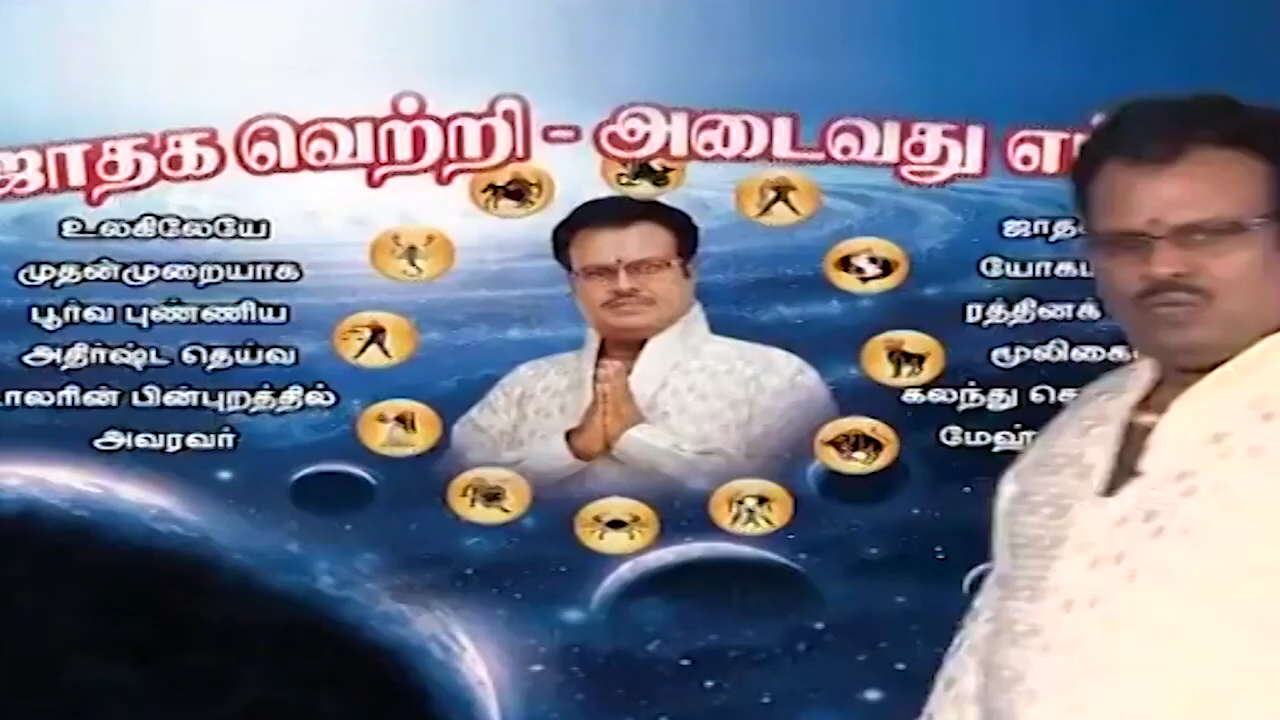 ஜாதக வெற்றி - அடைவது
உலகிலேயே
முதன்முறையாக
பூர்வ புண்ணிய
அதிர்ஷ்ட தெய்வ
பின்புறத்தில்
அவரவர்
ரத்தினக்
கலந்து